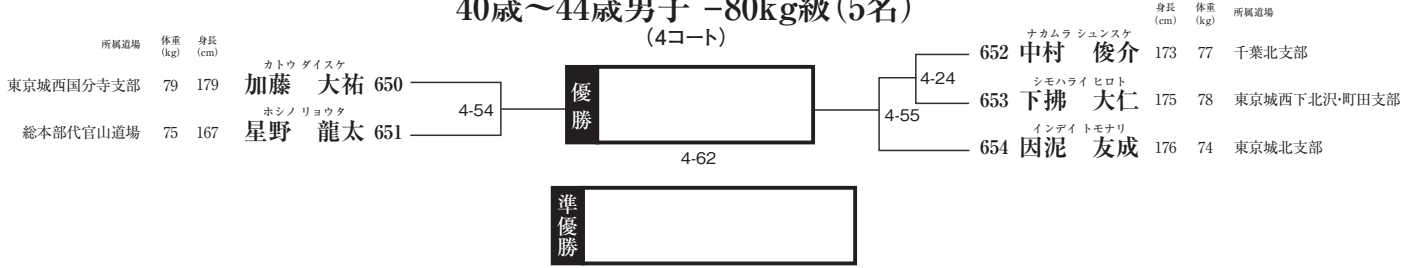 40歳～44歳男子 -80kg級(5名)
(4コート)
所属道場 体重(kg) 身長(cm)
カトウ ダイスケ
東京城西国分寺支部 79 179 加藤 大祐 650
ホシノ リョウタ
総本部代官山道場 75 167 星野 龍太 651
4-54
優勝
4-62
準優勝
身長(cm) 体重(kg) 所属道場
ナカムラ シュンスケ
652 中村 俊介 173 77 千葉北支部
4-24
シモハライ ヒロト
653 下拂 大仁 175 78 東京城西下北沢・町田支部
4-55
インデイ トモナリ
654 因泥 友成 176 74 東京城北支部